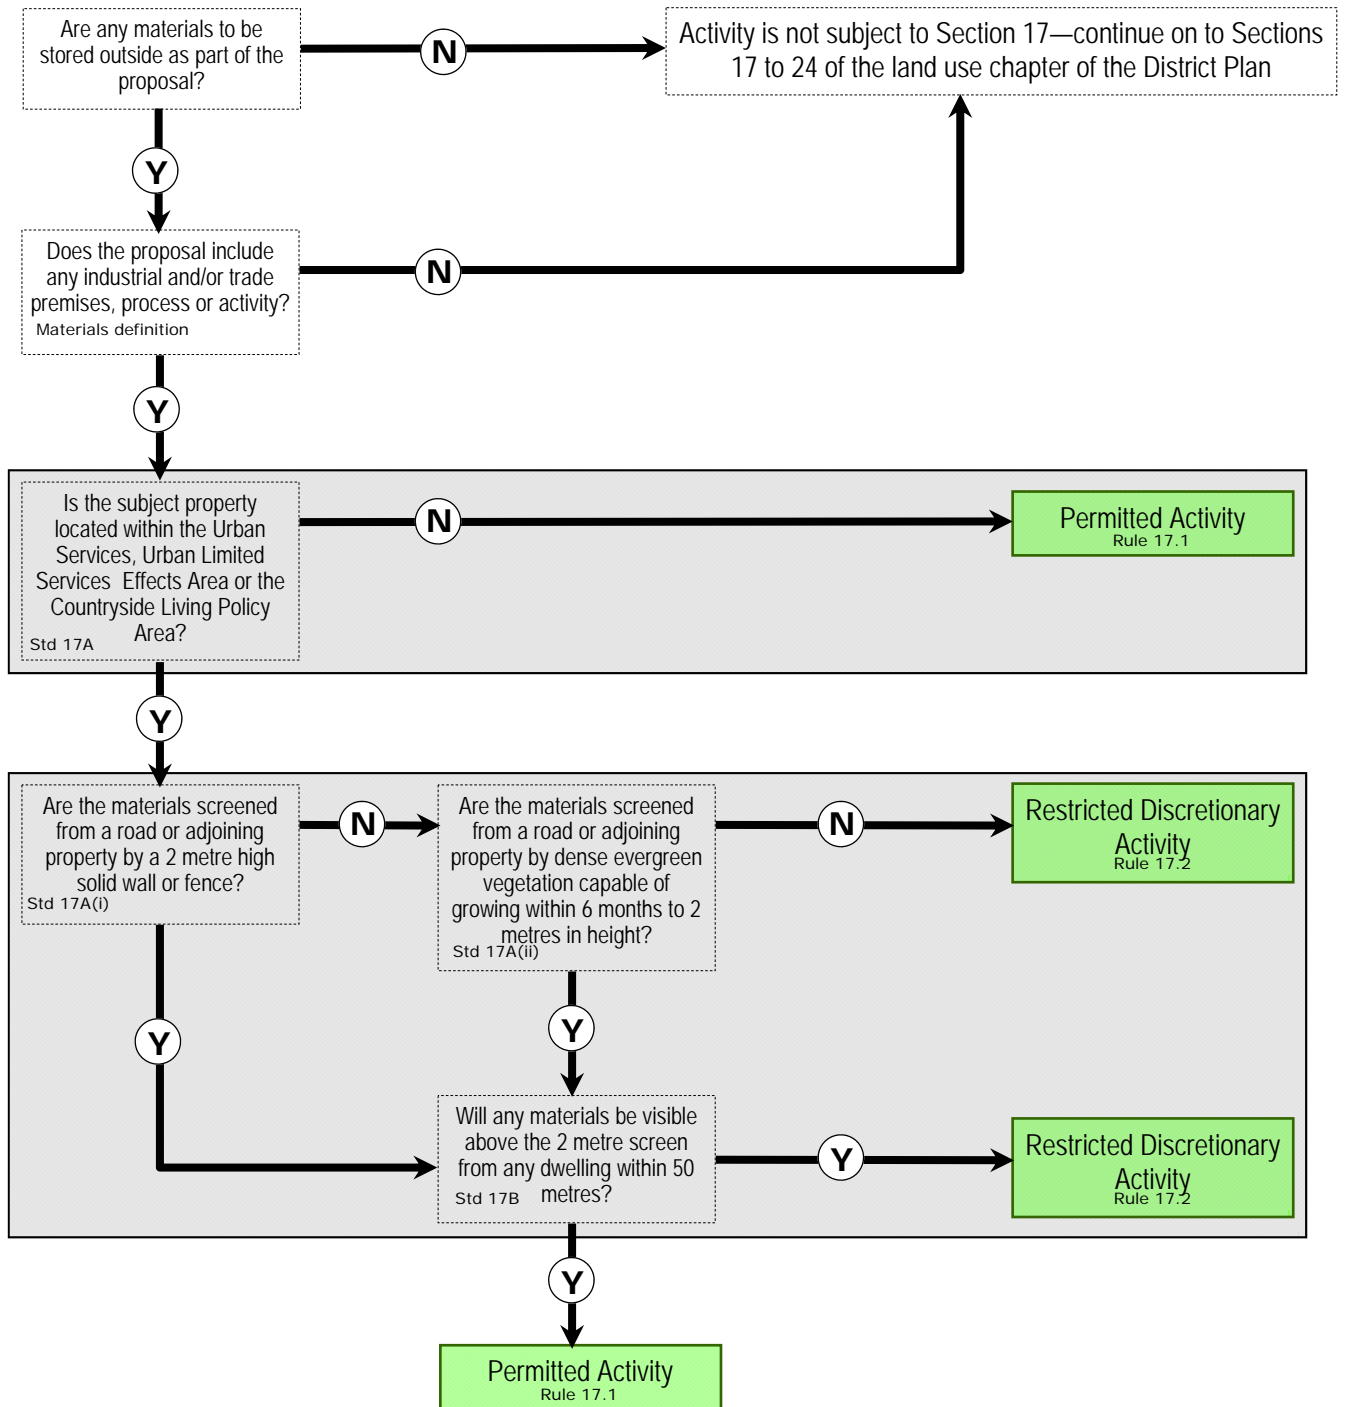 Are any materials to be
stored outside as part of the
proposal?
N
Activity is not subject to Section 17—continue on to Sections
17 to 24 of the land use chapter of the District Plan
Y
Does the proposal include
any industrial and/or trade
premises, process or activity?
Materials definition
N
Y
Is the subject property
located within the Urban
Services, Urban Limited
Services Effects Area or the
Countryside Living Policy
Area?
Std 17A
N
Permitted Activity
Rule 17.1
Y
Are the materials screened
from a road or adjoining
property by a 2 metre high
solid wall or fence?
Std 17A(i)
N
Are the materials screened
from a road or adjoining
property by dense evergreen
vegetation capable of
growing within 6 months to 2
metres in height?
Std 17A(ii)
N
Restricted Discretionary
Activity
Rule 17.2
Y
Y
Will any materials be visible
above the 2 metre screen
from any dwelling within 50
metres?
Std 17B
Y
Restricted Discretionary
Activity
Rule 17.2
Y
Permitted Activity
Rule 17.1